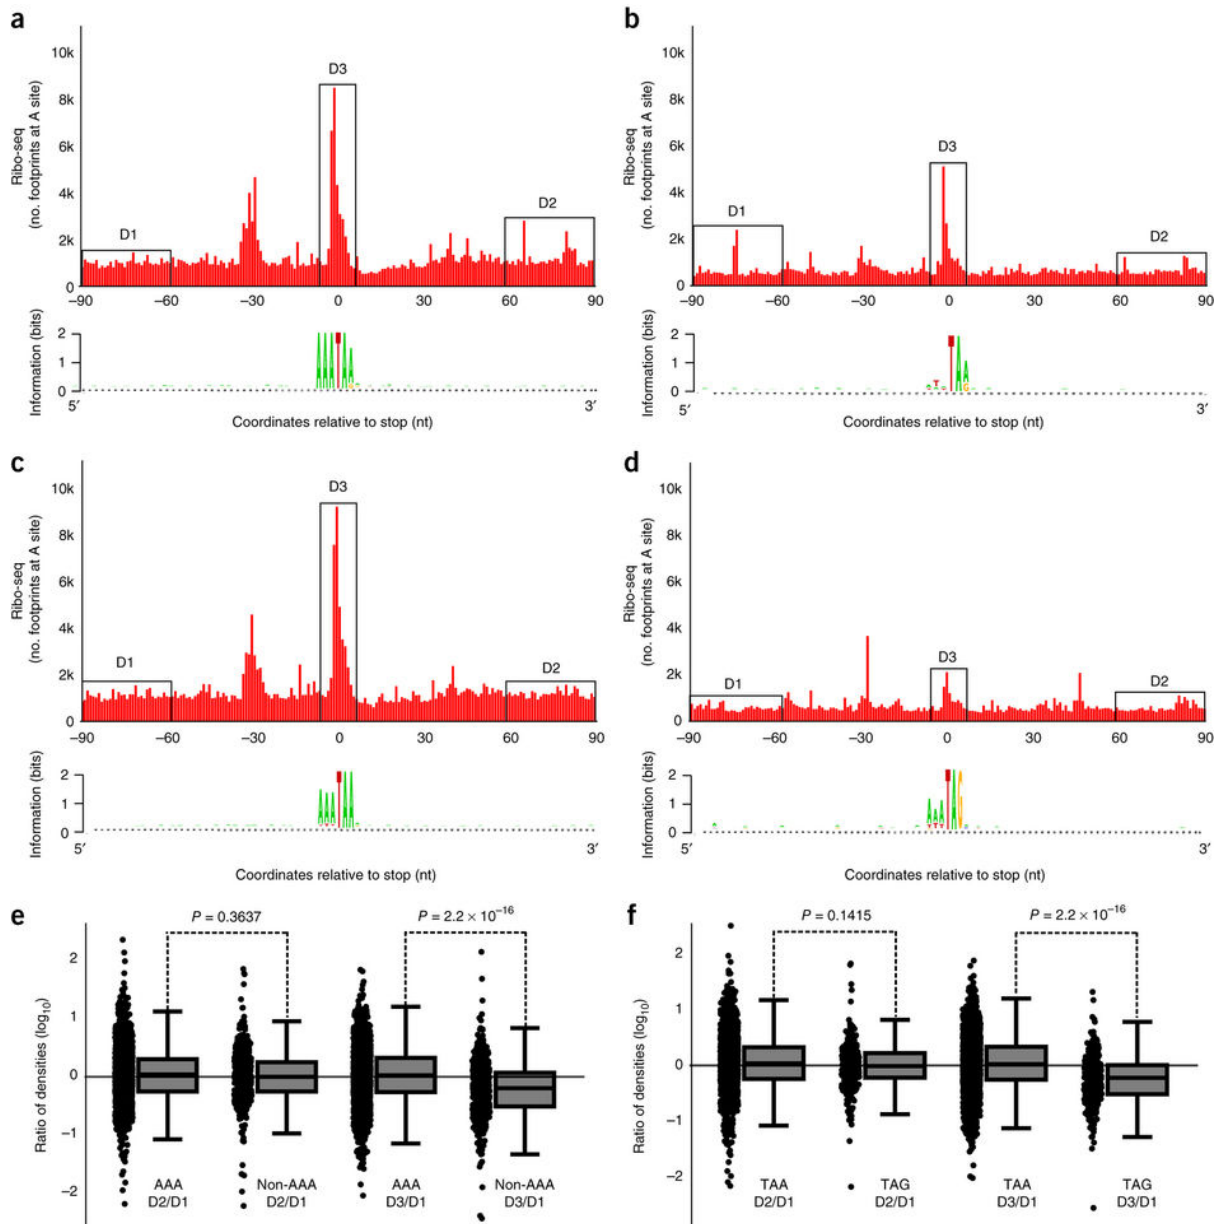 a
Ribo-seq
(no. footprints at A site)
10k
8k
6k
4k
2k
0
D1
D3
D2
−90
−60
−30
0
30
60
90
Information (bits)
2
1
0
5′
3′
Coordinates relative to stop (nt)
b
Ribo-seq
(no. footprints at A site)
10k
8k
6k
4k
2k
0
D1
D3
D2
−90
−60
−30
0
30
60
90
Information (bits)
2
1
0
5′
3′
Coordinates relative to stop (nt)
c
Ribo-seq
(no. footprints at A site)
10k
8k
6k
4k
2k
0
D1
D3
D2
−90
−60
−30
0
30
60
90
Information (bits)
2
1
0
5′
3′
Coordinates relative to stop (nt)
d
Ribo-seq
(no. footprints at A site)
10k
8k
6k
4k
2k
0
D1
D3
D2
−90
−60
−30
0
30
60
90
Information (bits)
2
1
0
5′
3′
Coordinates relative to stop (nt)
e
P = 0.3637
P = 2.2 × 10⁻¹⁶
Ratio of densities (log₁₀)
2
1
0
−1
−2
AAA
D2/D1
Non-AAA
D2/D1
AAA
D3/D1
Non-AAA
D3/D1
f
P = 0.1415
P = 2.2 × 10⁻¹⁶
Ratio of densities (log₁₀)
2
1
0
−1
−2
TAA
D2/D1
TAG
D2/D1
TAA
D3/D1
TAG
D3/D1